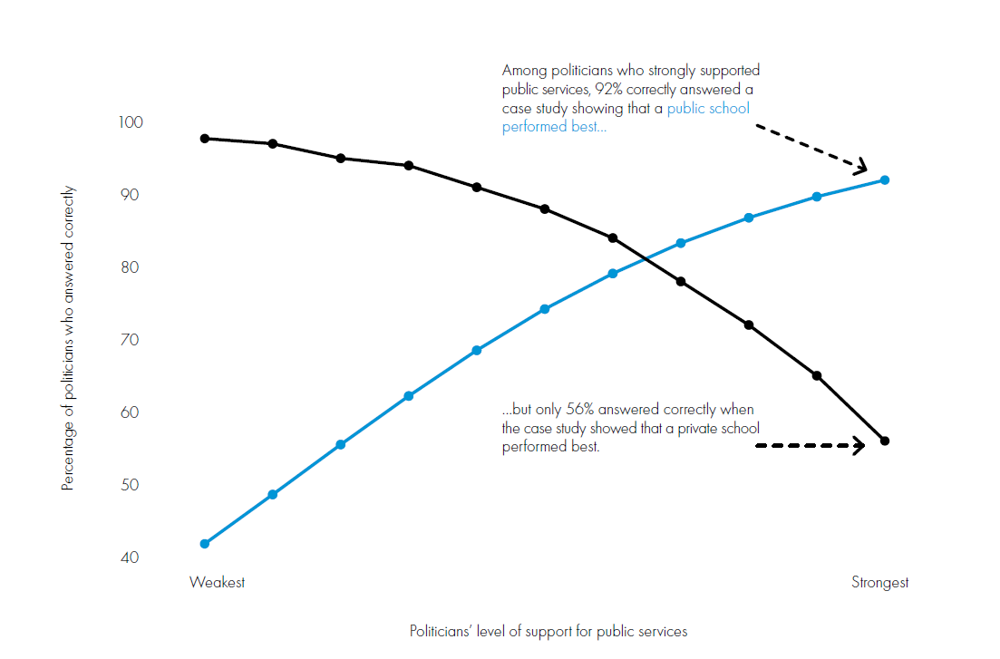 Among politicians who strongly supported
public services, 92% correctly answered a
case study showing that a public school
performed best...
100
90
80
70
60
50
40
Percentage of politicians who answered correctly
...but only 56% answered correctly when
the case study showed that a private school
performed best.
Weakest
Strongest
Politicians’ level of support for public services